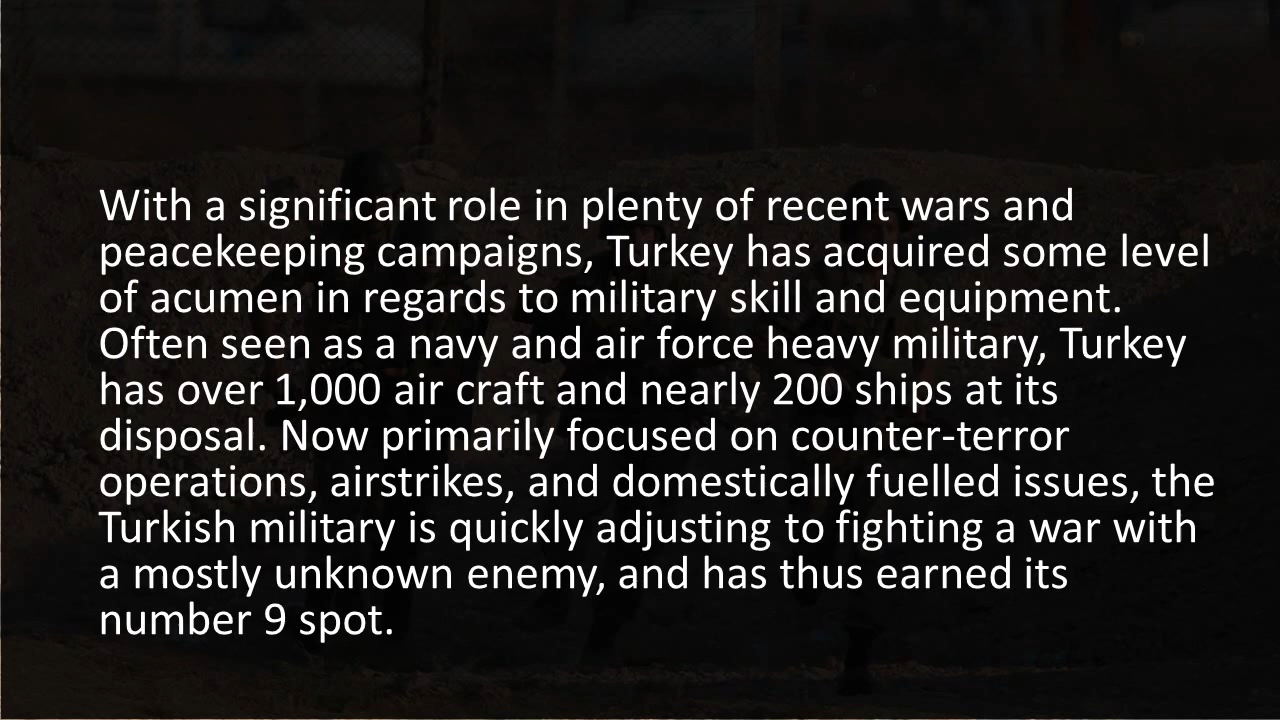 With a significant role in plenty of recent wars and
peacekeeping campaigns, Turkey has acquired some level
of acumen in regards to military skill and equipment.
Often seen as a navy and air force heavy military, Turkey
has over 1,000 air craft and nearly 200 ships at its
disposal. Now primarily focused on counter-terror
operations, airstrikes, and domestically fuelled issues, the
Turkish military is quickly adjusting to fighting a war with
a mostly unknown enemy, and has thus earned its
number 9 spot.